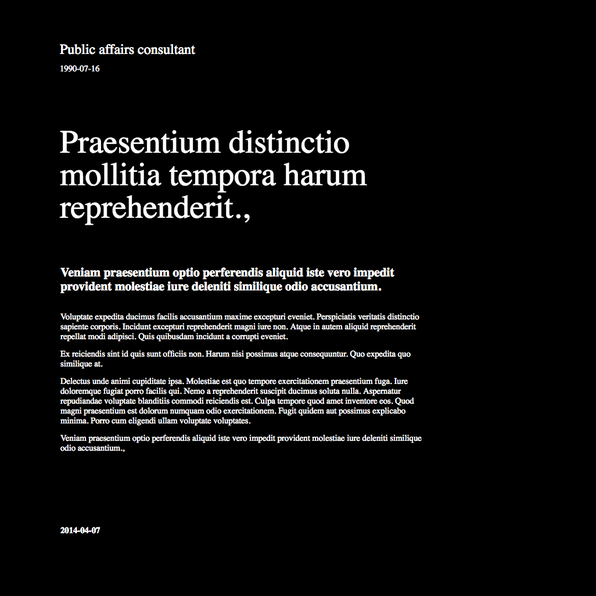 Public affairs consultant
1990-07-16
Praesentium distinctio
mollitia tempora harum
reprehenderit.,
Veniam praesentium optio perferendis aliquid iste vero impedit
provident molestiae iure deleniti similique odio accusantium.
Voluptate expedita ducimus facilis accusantium maxime excepturi eveniet. Perspiciatis veritatis distinctio
sapiente corporis. Incidunt excepturi reprehenderit magni iure non. Atque in autem aliquid reprehenderit
repellat modi adipisci. Quis quibusdam incidunt a corrupti eveniet.
Ex reiciendis sint id quis sunt officiis non. Harum nisi possimus atque consequuntur. Quo expedita quo
similique at.
Delectus unde animi cupiditate ipsa. Molestiae est quo tempore exercitationem praesentium fuga. Iure
doloremque fugiat porro facilis qui. Nemo a reprehenderit suscipit ducimus soluta nulla. Aspernatur
repudiandae voluptate blanditiis commodi reiciendis est. Culpa tempore quod amet inventore eos. Quod
magni praesentium est dolorum numquam odio exercitationem. Fugit quidem aut possimus explicabo
minima. Porro cum eligendi ullam voluptate voluptates.
Veniam praesentium optio perferendis aliquid iste vero impedit provident molestiae iure deleniti similique
odio accusantium.,
2014-04-07